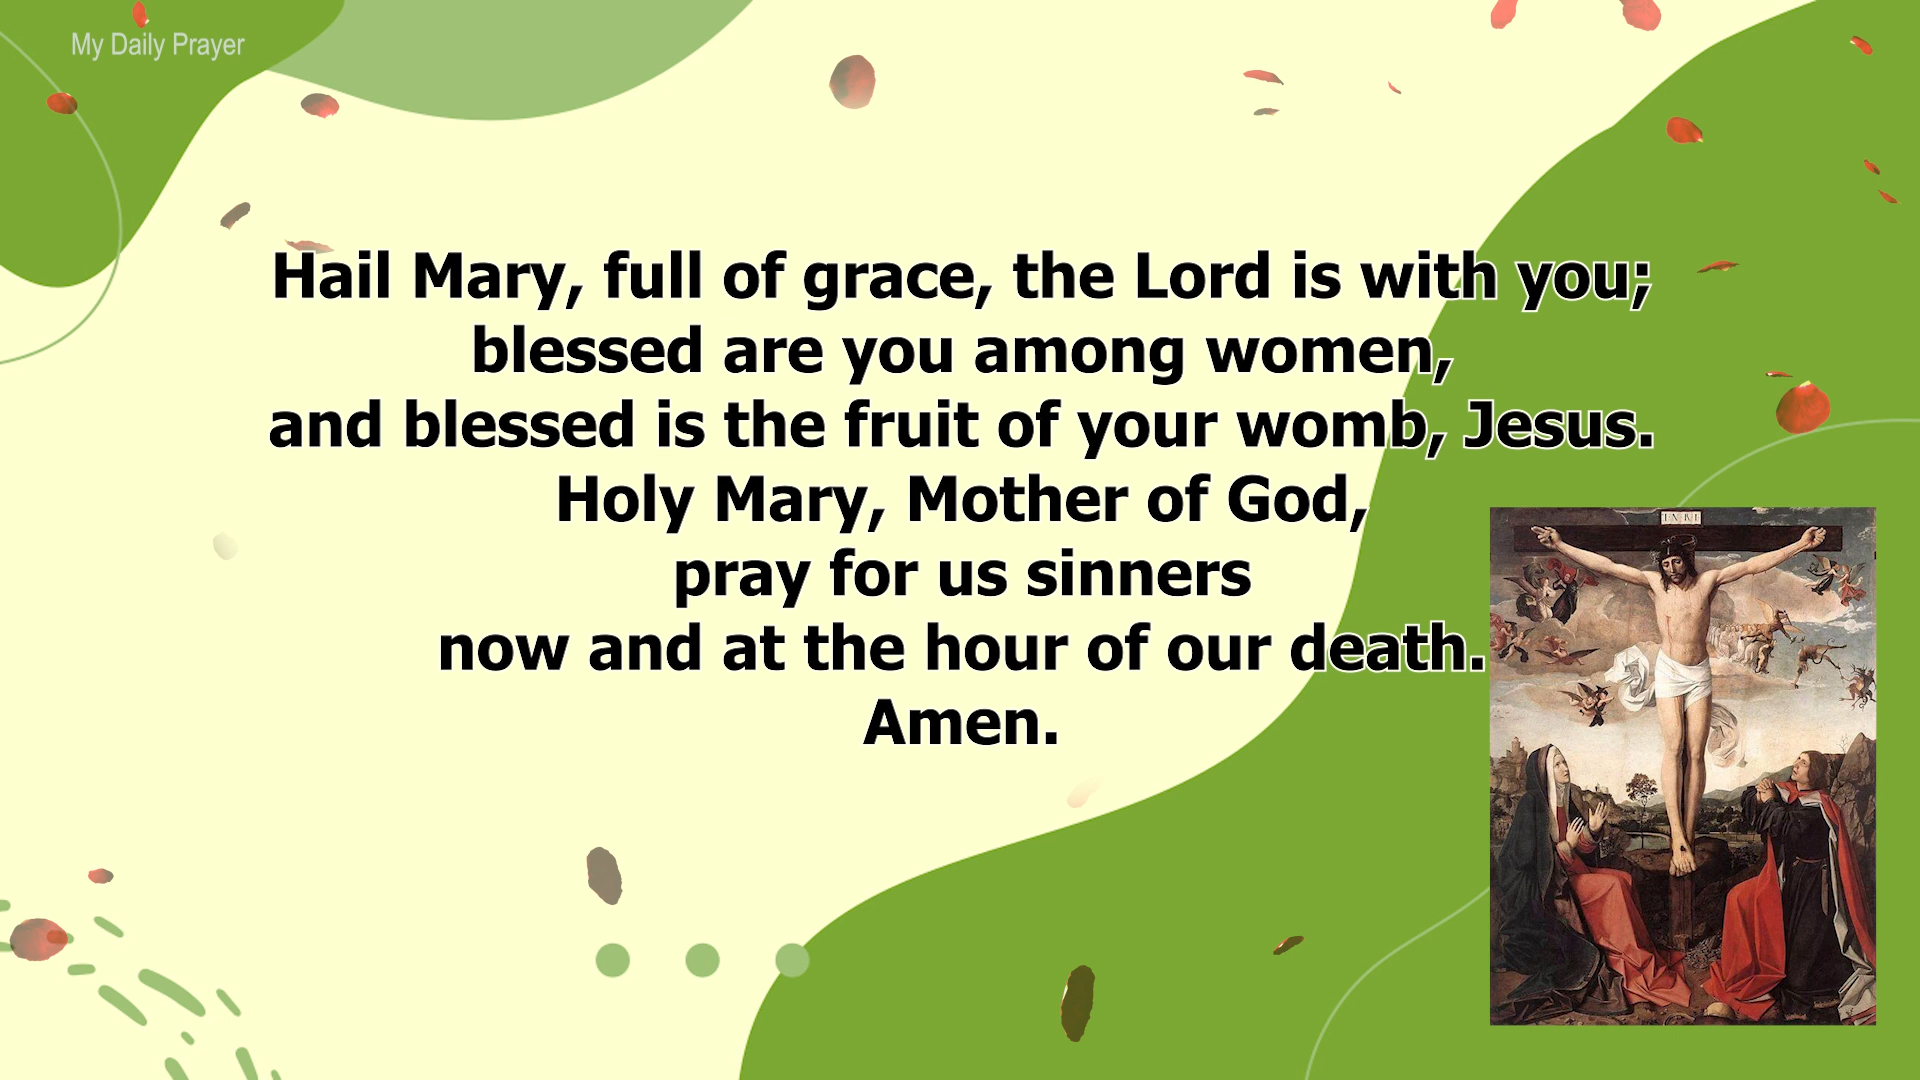 My Daily Prayer
Hail Mary, full of grace, the Lord is with you;
blessed are you among women,
and blessed is the fruit of your womb, Jesus.
Holy Mary, Mother of God,
pray for us sinners
now and at the hour of our death.
Amen.
INRI